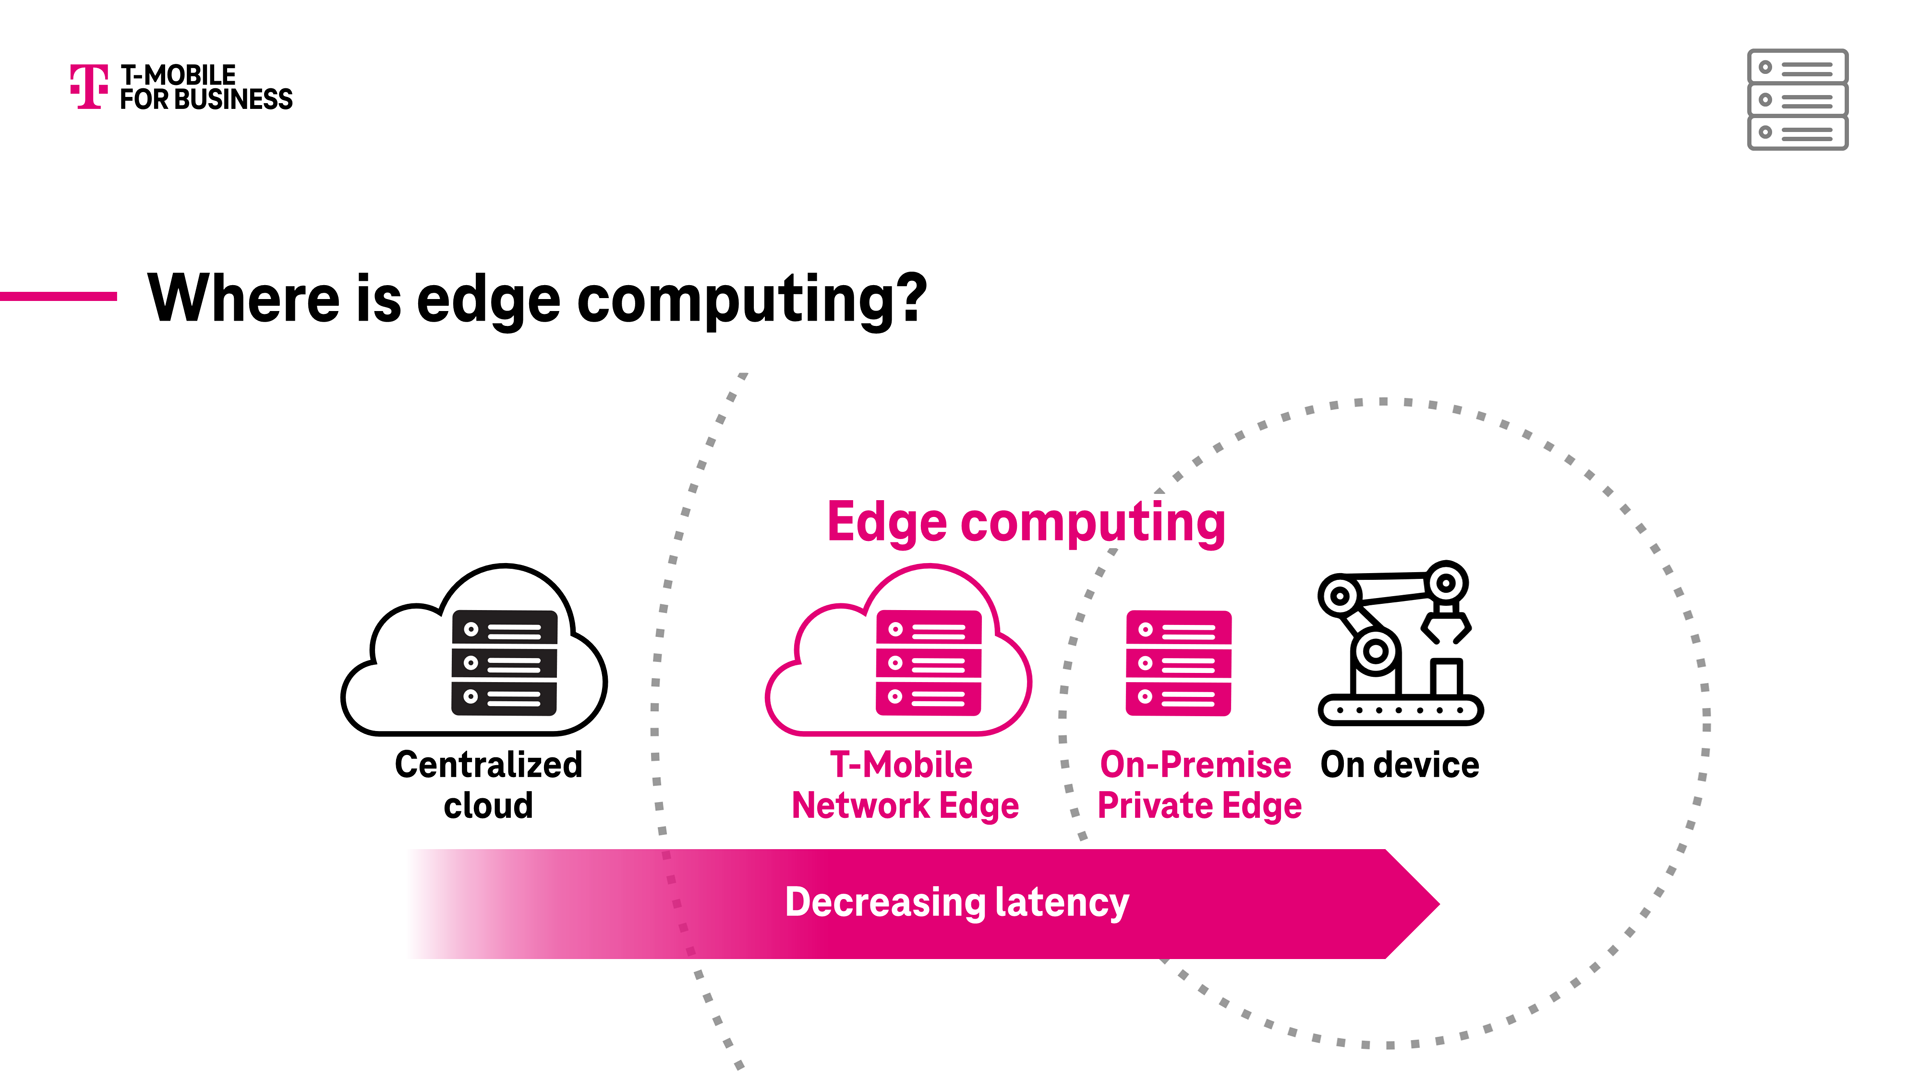 T-MOBILE
FOR BUSINESS
Where is edge computing?
Edge computing
Centralized
cloud
T-Mobile
Network Edge
On-Premise
Private Edge
On device
Decreasing latency